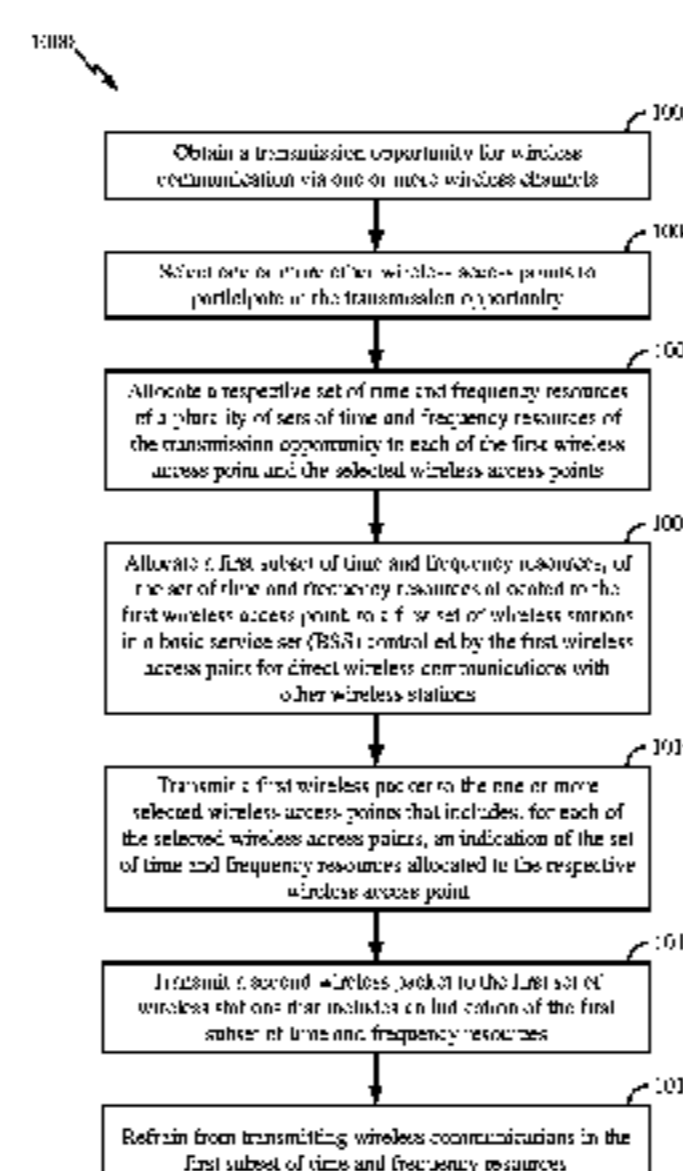 1000
100
Obtain a transmission opportunity for wireless
communication via one or more wireless channels
100
Select one or more other wireless access points to
participate in the transmission opportunity
100
Allocate a respective set of time and frequency resources
of a plurality of sets of time and frequency resources of
the transmission opportunity to each of the first wireless
access point and the selected wireless access points
100
Allocate a first subset of time and frequency resources, of
the set of time and frequency resources allocated to the
first wireless access point, to a first set of wireless stations
in a basic service set (BSS) controlled by the first wireless
access point for direct wireless communications with
other wireless stations
101
Transmit a first wireless packet to the one or more
selected wireless access points that includes, for each of
the selected wireless access points, an indication of the set
of time and frequency resources allocated to the respective
wireless access point
101
Transmit a second wireless packet to the first set of
wireless stations that includes an indication of the first
subset of time and frequency resources
101
Refrain from transmitting wireless communications in the
first subset of time and frequency resources